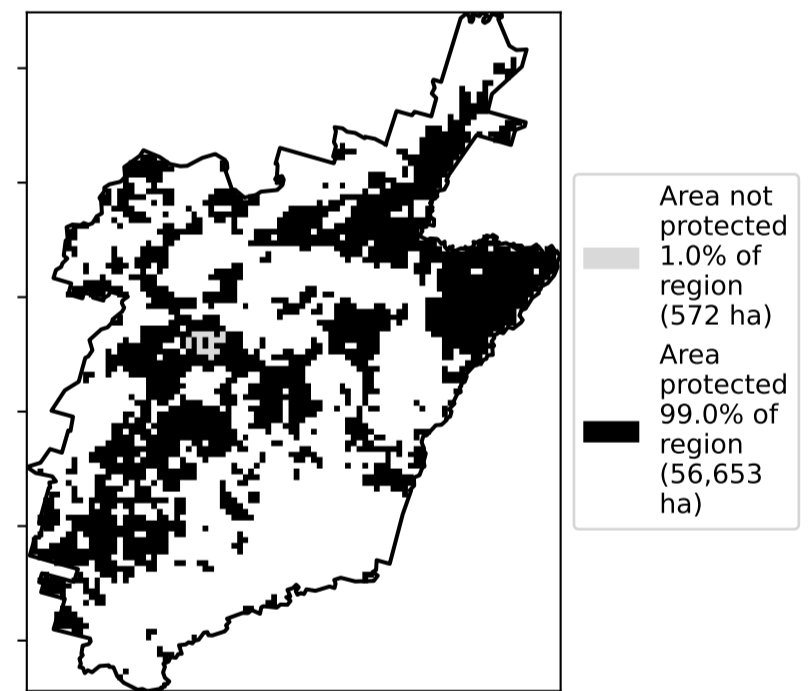 Area not
protected
1.0% of
region
(572 ha)
Area
protected
99.0% of
region
(56,653
ha)